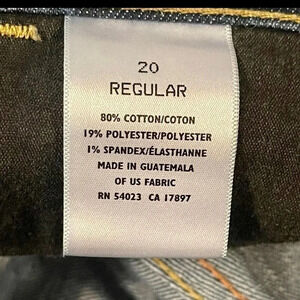 20
REGULAR
80% COTTON/COTON
19% POLYESTER/POLYESTER
1% SPANDEX/ÉLASTHANNE
MADE IN GUATEMALA
OF US FABRIC
RN 54023 CA 17897